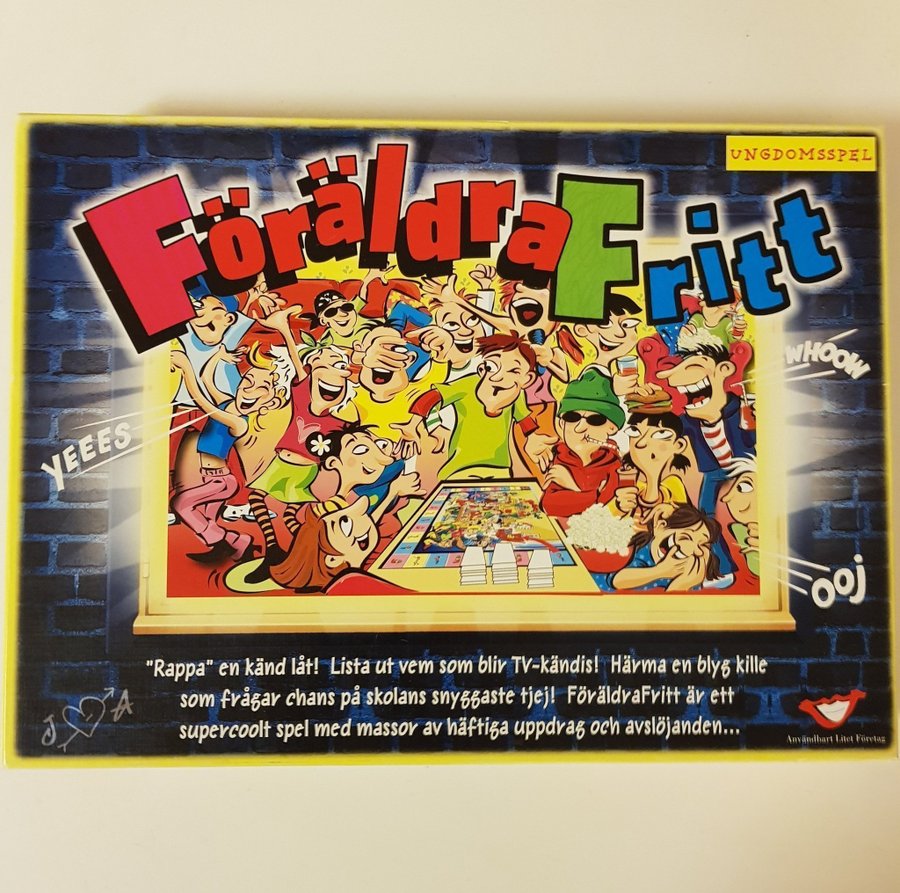 UNGDOMSSPEL
FöräldraFritt
WHOOW
YEEES
OOJ
"Rappa" en känd låt! Lista ut vem som blir TV-kändis! Härma en blyg kille
som frågar chans på skolans snyggaste tjej! FöräldraFritt är ett
supercoolt spel med massor av häftiga uppdrag och avslöjanden...
J A
Användbart Litet Företag